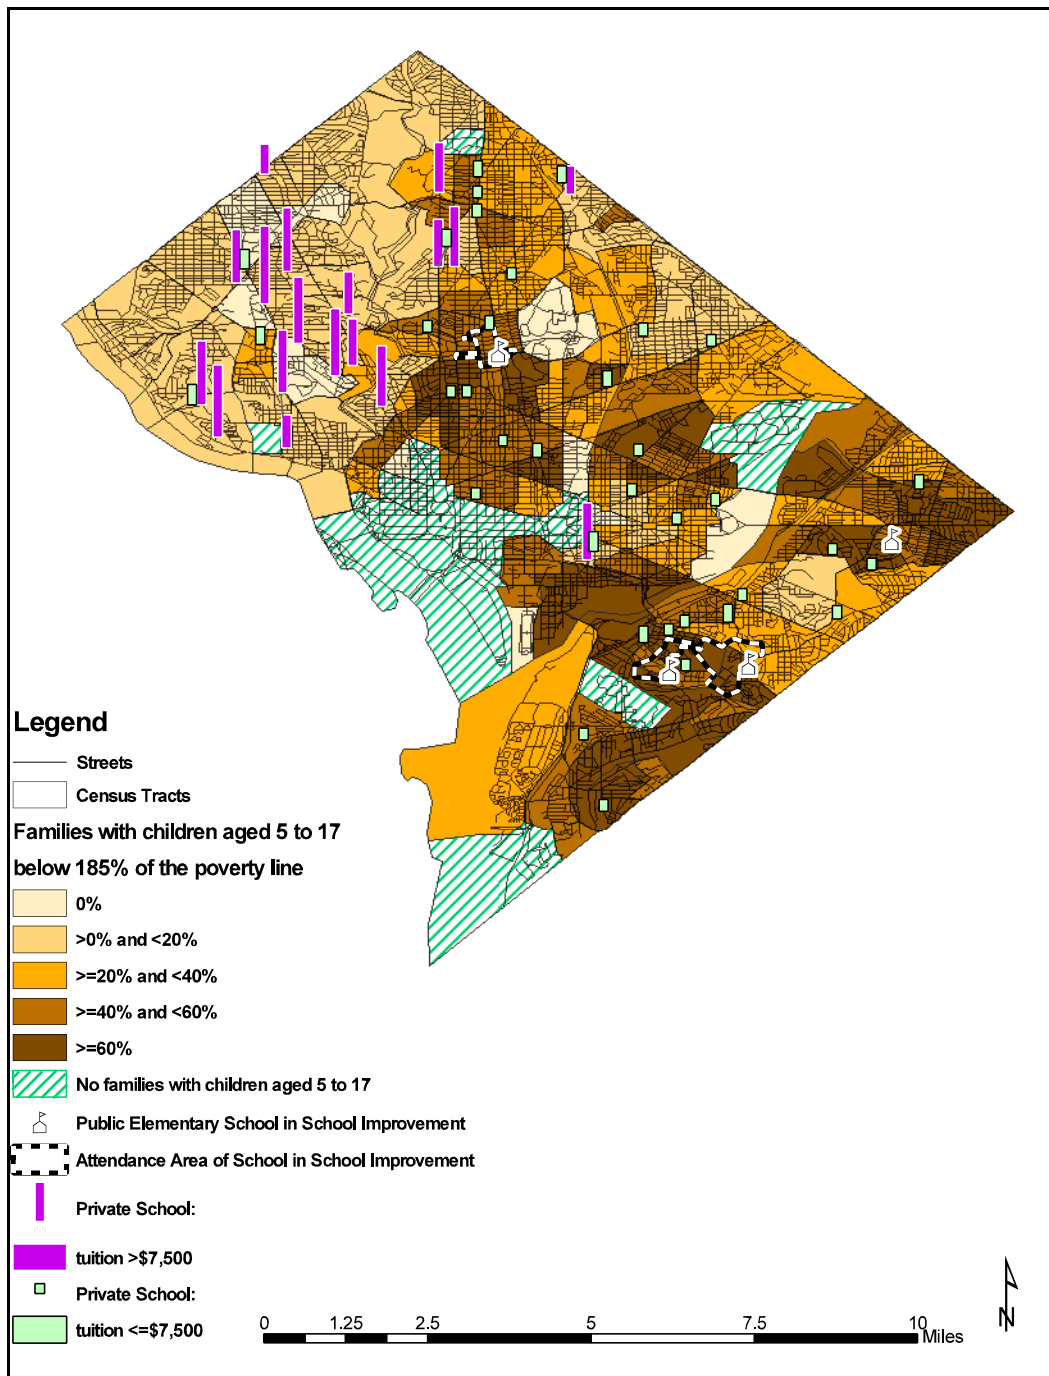 Legend
Streets
Census Tracts
Families with children aged 5 to 17
below 185% of the poverty line
0%
>0% and <20%
>=20% and <40%
>=40% and <60%
>=60%
No families with children aged 5 to 17
Public Elementary School in School Improvement
Attendance Area of School in School Improvement
Private School:
tuition >$7,500
Private School:
tuition <=$7,500
0 1.25 2.5 5 7.5 10
Miles
N